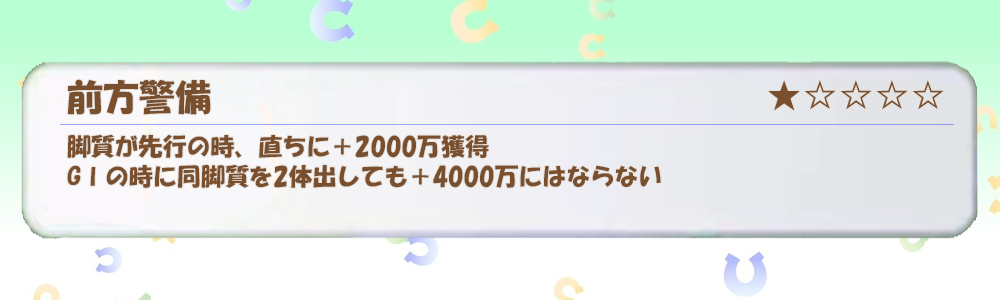 前方警備 ★☆☆☆☆
脚質が先行の時、直ちに＋2000万獲得
GⅠの時に同脚質を2体出しても＋4000万にはならない